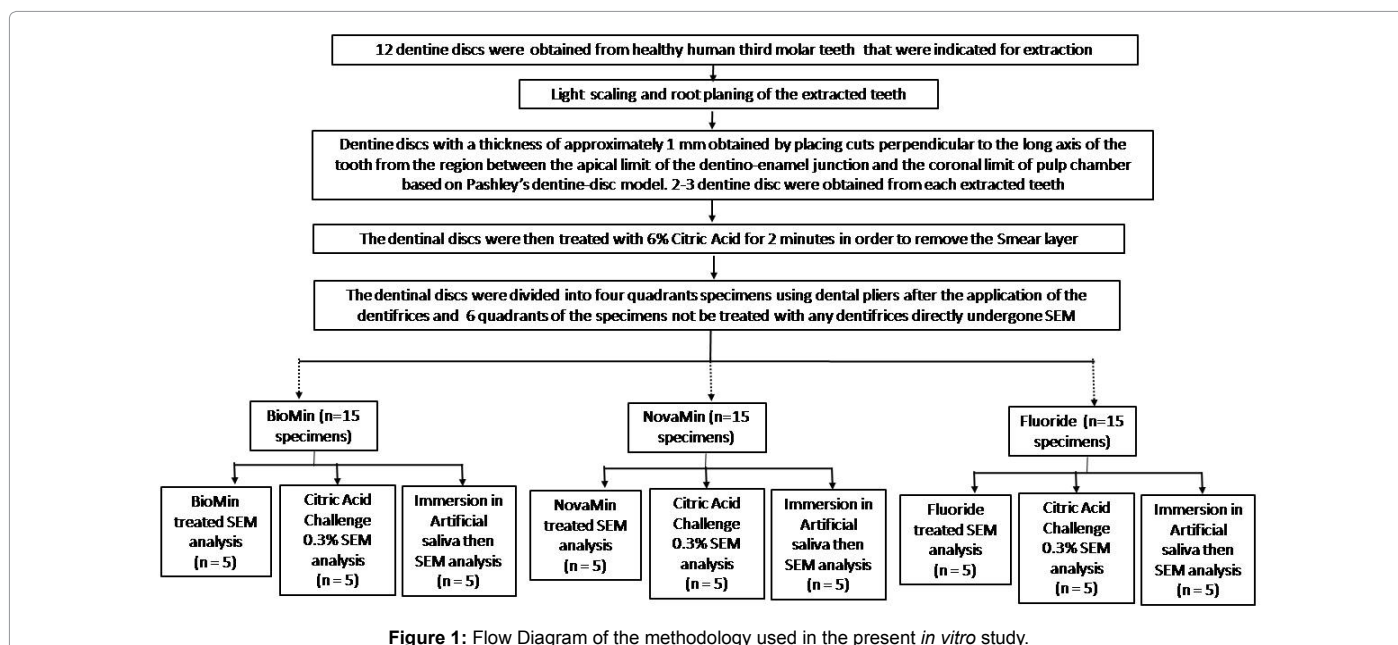 12 dentine discs were obtained from healthy human third molar teeth that were indicated for extraction
Light scaling and root planing of the extracted teeth
Dentine discs with a thickness of approximately 1 mm obtained by placing cuts perpendicular to the long axis of the
tooth from the region between the apical limit of the dentino-enamel junction and the coronal limit of pulp chamber
based on Pashley's dentine-disc model. 2-3 dentine disc were obtained from each extracted teeth
The dentinal discs were then treated with 6% Citric Acid for 2 minutes in order to remove the Smear layer
The dentinal discs were divided into four quadrants specimens using dental pliers after the application of the
dentifrices and 6 quadrants of the specimens not be treated with any dentifrices directly undergone SEM
BioMin (n=15
specimens)
NovaMin (n=15
specimens)
Fluoride (n=15
specimens)
BioMin
treated SEM
analysis
(n = 5)
Citric Acid
Challenge
0.3% SEM
analysis
(n = 5)
Immersion in
Artificial
saliva then
SEM analysis
(n = 5)
NovaMin
treated SEM
analysis
(n = 5)
Citric Acid
Challenge
0.3% SEM
analysis
(n = 5)
Immersion in
Artificial
saliva then
SEM analysis
(n = 5)
Fluoride
treated SEM
analysis
(n = 5)
Citric Acid
Challenge
0.3% SEM
analysis
(n = 5)
Immersion in
Artificial
saliva then
SEM analysis
(n = 5)
Figure 1: Flow Diagram of the methodology used in the present in vitro study.